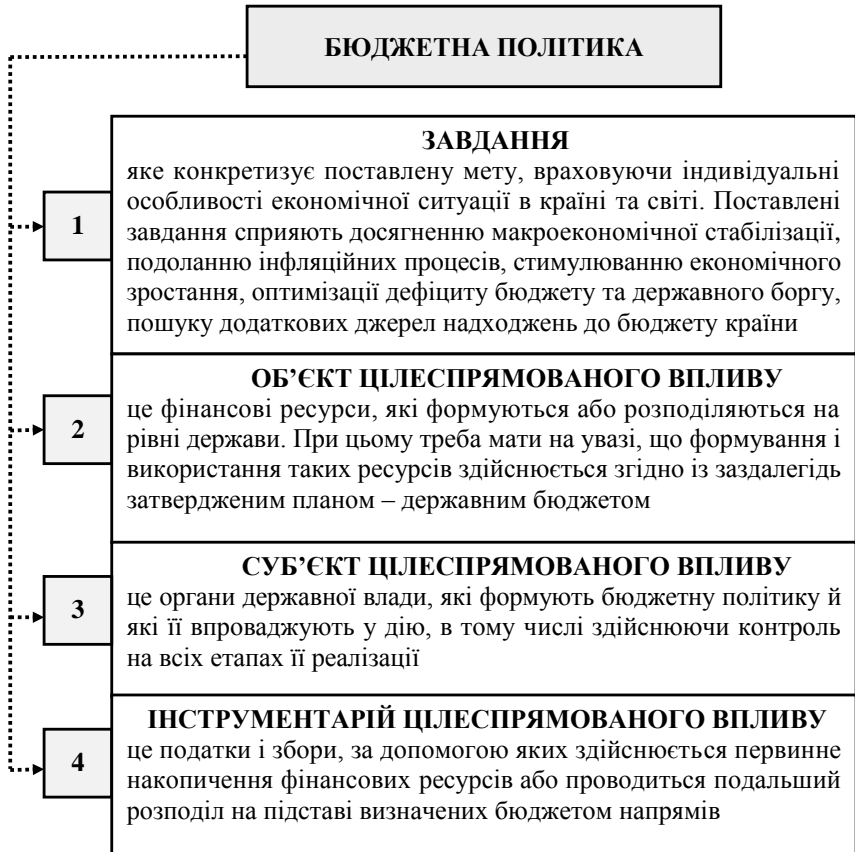 БЮДЖЕТНА ПОЛІТИКА
ЗАВДАННЯ
яке конкретизує поставлену мету, враховуючи індивідуальні
особливості економічної ситуації в країні та світі. Поставлені
завдання сприяють досягненню макроекономічної стабілізації,
подоланню інфляційних процесів, стимулюванню економічного
зростання, оптимізації дефіциту бюджету та державного боргу,
пошуку додаткових джерел надходжень до бюджету країни
1
ОБ’ЄКТ ЦІЛЕСПРЯМОВАНОГО ВПЛИВУ
це фінансові ресурси, які формуються або розподіляються на
рівні держави. При цьому треба мати на увазі, що формування і
використання таких ресурсів здійснюється згідно із заздалегідь
затвердженим планом – державним бюджетом
2
СУБ’ЄКТ ЦІЛЕСПРЯМОВАНОГО ВПЛИВУ
це органи державної влади, які формують бюджетну політику й
які її впроваджують у дію, в тому числі здійснюючи контроль
на всіх етапах її реалізації
3
ІНСТРУМЕНТАРІЙ ЦІЛЕСПРЯМОВАНОГО ВПЛИВУ
це податки і збори, за допомогою яких здійснюється первинне
накопичення фінансових ресурсів або проводиться подальший
розподіл на підставі визначених бюджетом напрямів
4